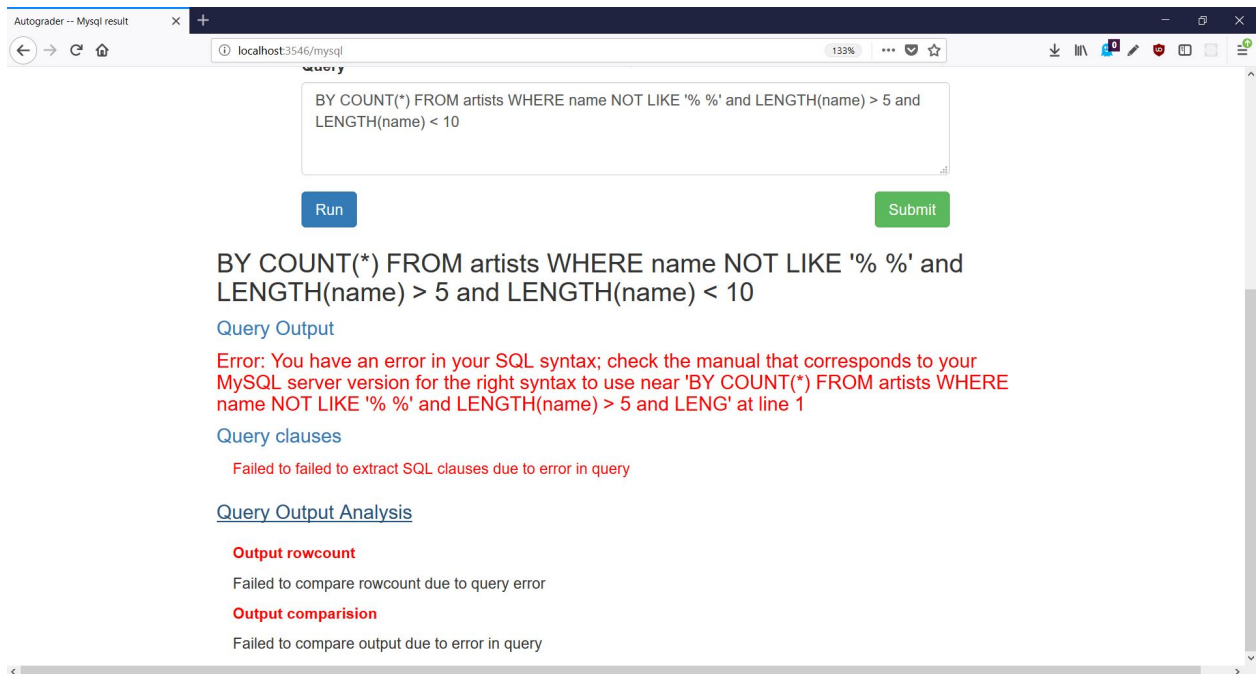 Autograder -- Mysql result
localhost:3546/mysql
133%
0
Query
BY COUNT(*) FROM artists WHERE name NOT LIKE '% %' and LENGTH(name) > 5 and
LENGTH(name) < 10
Run
Submit
BY COUNT(*) FROM artists WHERE name NOT LIKE '% %' and
LENGTH(name) > 5 and LENGTH(name) < 10
Query Output
Error: You have an error in your SQL syntax; check the manual that corresponds to your
MySQL server version for the right syntax to use near 'BY COUNT(*) FROM artists WHERE
name NOT LIKE '% %' and LENGTH(name) > 5 and LENG' at line 1
Query clauses
Failed to failed to extract SQL clauses due to error in query
Query Output Analysis
Output rowcount
Failed to compare rowcount due to query error
Output comparision
Failed to compare output due to error in query